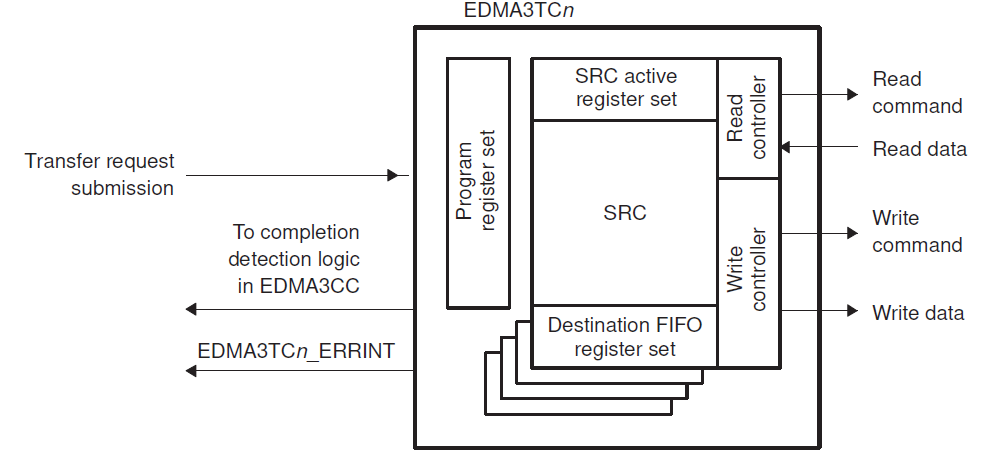 EDMA3TCn
Transfer request
submission
To completion
detection logic
in EDMA3CC
EDMA3TCn_ERRINT
Program
register set
SRC active
register set
SRC
Destination FIFO
register set
Read
controller
Write
controller
Read
command
Read data
Write
command
Write data